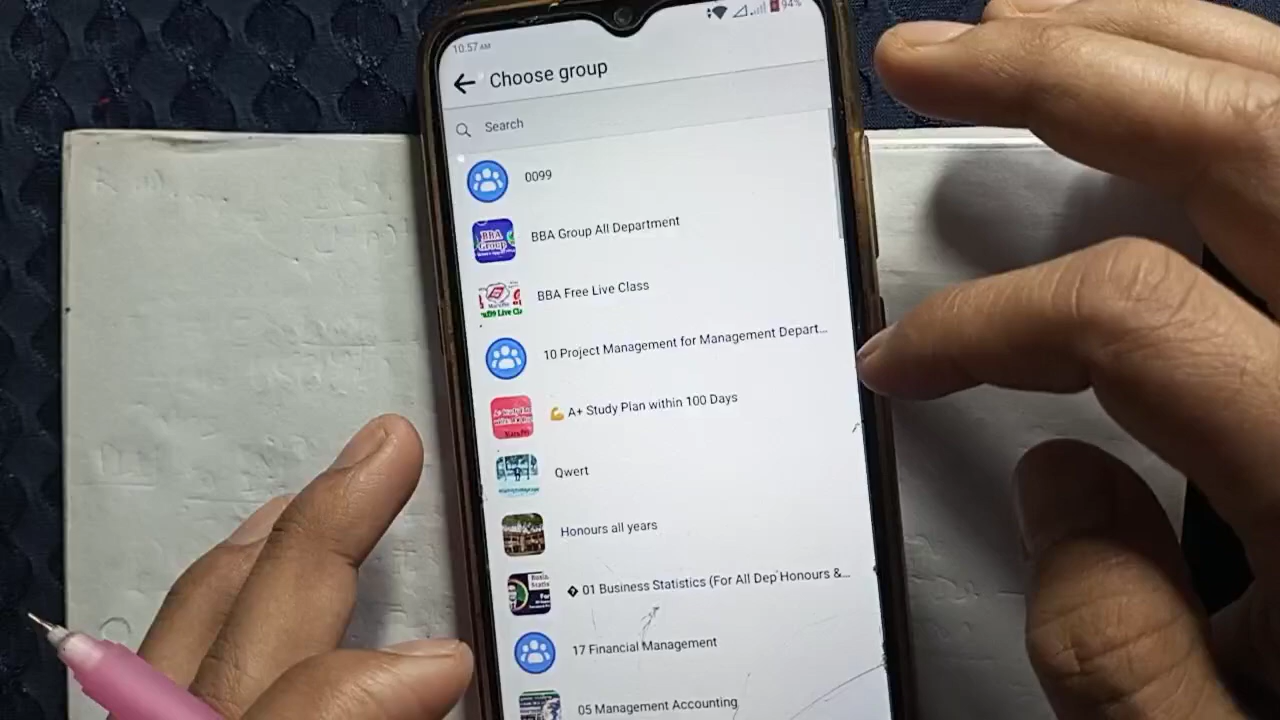 10:57 AM
94%
Choose group
Search
0099
BBA Group All Department
BBA
Group
BBA Free Live Class
10 Project Management for Management Depart...
💪 A+ Study Plan within 100 Days
Qwert
Honours all years
01 Business Statistics (For All Dep Honours &...
17 Financial Management
05 Management Accounting